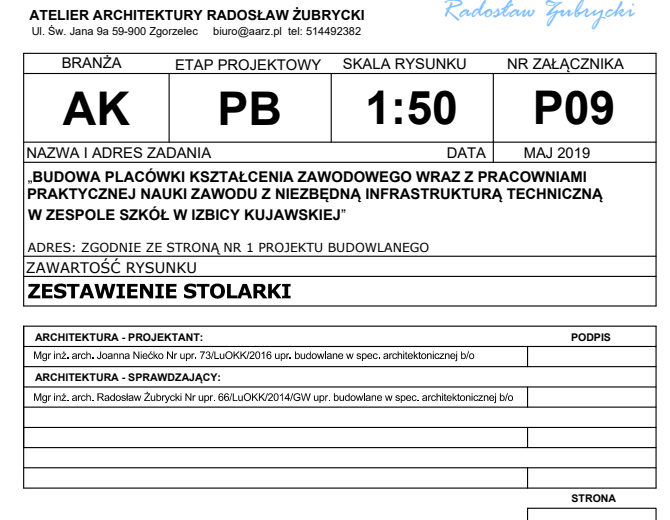 ATELIER ARCHITEKTURY RADOSŁAW ŻUBRYCKI
Radosław Żubrycki
Ul. Św. Jana 9a 59-900 Zgorzelec biuro@aarz.pl tel: 514492382
BRANŻA ETAP PROJEKTOWY SKALA RYSUNKU NR ZAŁĄCZNIKA
AK PB 1:50 P09
NAZWA I ADRES ZADANIA DATA MAJ 2019
„BUDOWA PLACÓWKI KSZTAŁCENIA ZAWODOWEGO WRAZ Z PRACOWNIAMI
PRAKTYCZNEJ NAUKI ZAWODU Z NIEZBĘDNĄ INFRASTRUKTURĄ TECHNICZNĄ
W ZESPOLE SZKÓŁ W IZBICY KUJAWSKIEJ”
ADRES: ZGODNIE ZE STRONĄ NR 1 PROJEKTU BUDOWLANEGO
ZAWARTOŚĆ RYSUNKU
ZESTAWIENIE STOLARKI
ARCHITEKTURA - PROJEKTANT: PODPIS
Mgr inż. arch. Joanna Niećko Nr upr. 73/LuOKK/2016 upr. budowlane w spec. architektonicznej b/o
ARCHITEKTURA - SPRAWDZAJĄCY:
Mgr inż. arch. Radosław Żubrycki Nr upr. 66/LuOKK/2014/GW upr. budowlane w spec. architektonicznej b/o
STRONA